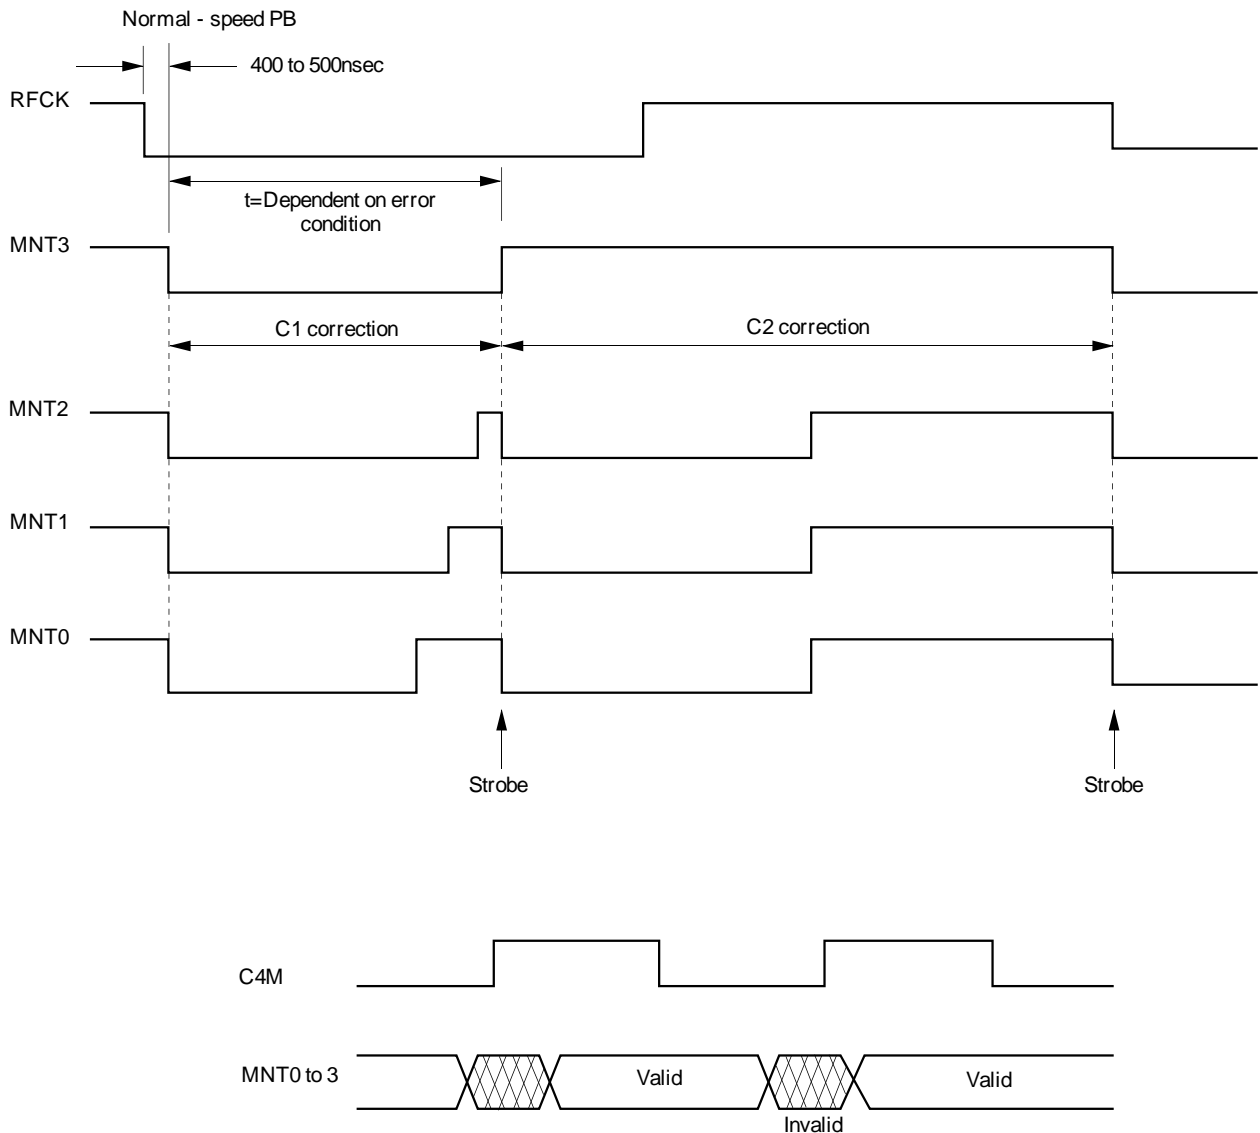 Normal - speed PB
400 to 500nsec
RFCK
t=Dependent on error
condition
MNT3
C1 correction
C2 correction
MNT2
MNT1
MNT0
Strobe
Strobe
C4M
MNT0 to 3
Valid
Valid
Invalid